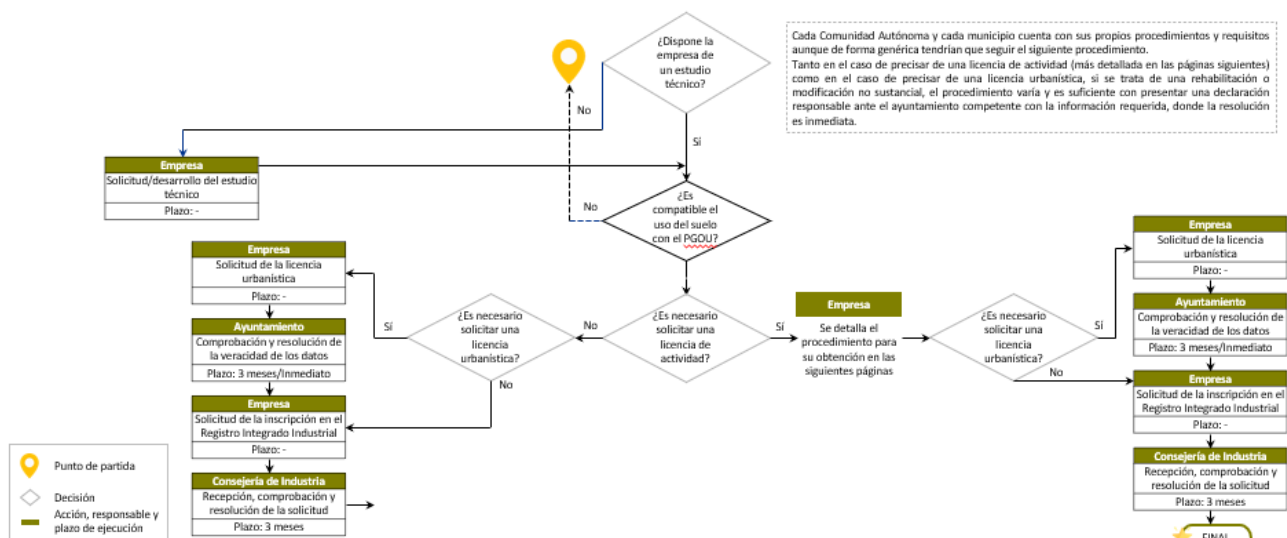 ¿Dispone la
empresa de
un estudio
técnico?
Cada Comunidad Autónoma y cada municipio cuenta con sus propios procedimientos y requisitos
aunque de forma genérica tendrían que seguir el siguiente procedimiento.
Tanto en el caso de precisar de una licencia de actividad (más detallada en las páginas siguientes)
como en el caso de precisar de una licencia urbanística, si se trata de una rehabilitación o
modificación no sustancial, el procedimiento varía y es suficiente con presentar una declaración
responsable ante el ayuntamiento competente con la información requerida, donde la resolución
es inmediata.
No
Sí
Empresa
Solicitud/desarrollo del estudio
técnico
Plazo: -
No
¿Es
compatible el
uso del suelo
con el PGOU?
Empresa
Solicitud de la licencia
urbanística
Plazo: -
Ayuntamiento
Comprobación y resolución de
la veracidad de los datos
Plazo: 3 meses/Inmediato
Empresa
Solicitud de la inscripción en el
Registro Integrado Industrial
Plazo: -
Consejería de Industria
Recepción, comprobación y
resolución de la solicitud
Plazo: 3 meses
Sí
¿Es necesario
solicitar una
licencia
urbanística?
No
No
¿Es necesario
solicitar una
licencia de
actividad?
Sí
Empresa
Se detalla el
procedimiento para
su obtención en las
siguientes páginas
¿Es necesario
solicitar una
licencia
urbanística?
Sí
No
Empresa
Solicitud de la licencia
urbanística
Plazo: -
Ayuntamiento
Comprobación y resolución de
la veracidad de los datos
Plazo: 3 meses/Inmediato
Empresa
Solicitud de la inscripción en el
Registro Integrado Industrial
Plazo: -
Consejería de Industria
Recepción, comprobación y
resolución de la solicitud
Plazo: 3 meses
FINAL
Punto de partida
Decisión
Acción, responsable y
plazo de ejecución